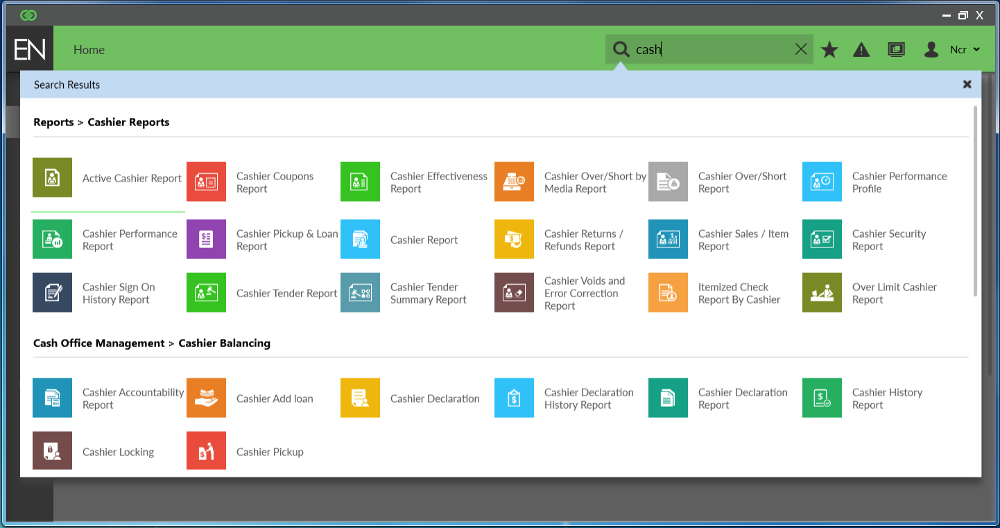 X
EN
Home
cash
Ncr
Search Results
Reports > Cashier Reports
Active Cashier Report
Cashier Coupons
Report
Cashier Effectiveness
Report
Cashier Over/Short by
Media Report
Cashier Over/Short
Report
Cashier Performance
Profile
Cashier Performance
Report
Cashier Pickup & Loan
Report
Cashier Report
Cashier Returns /
Refunds Report
Cashier Sales / Item
Report
Cashier Security
Report
Cashier Sign On
History Report
Cashier Tender Report
Cashier Tender
Summary Report
Cashier Voids and
Error Correction
Report
Itemized Check
Report By Cashier
Over Limit Cashier
Report
Cash Office Management > Cashier Balancing
Cashier Accountability
Report
Cashier Add loan
Cashier Declaration
Cashier Declaration
History Report
Cashier Declaration
Report
Cashier History
Report
Cashier Locking
Cashier Pickup